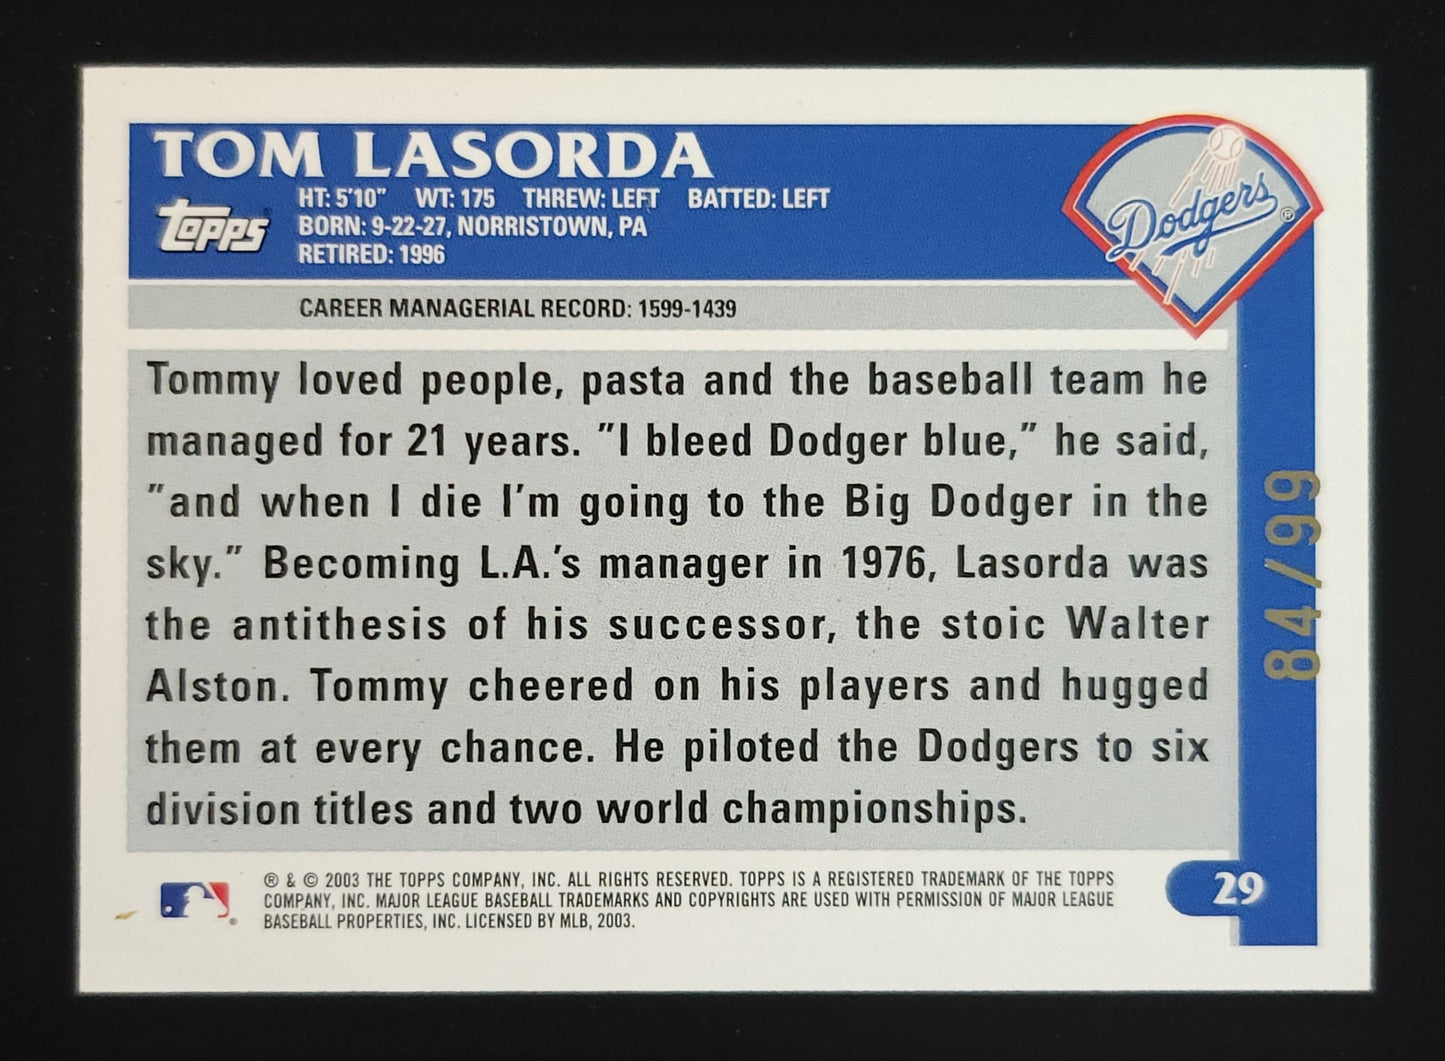 TOM LASORDA
Topps
HT: 5'10" WT: 175 THREW: LEFT BATTED: LEFT
BORN: 9-22-27, NORRISTOWN, PA
RETIRED: 1996
Dodgers®
CAREER MANAGERIAL RECORD: 1599-1439
Tommy loved people, pasta and the baseball team he
managed for 21 years. "I bleed Dodger blue," he said,
"and when I die I'm going to the Big Dodger in the
sky." Becoming L.A.'s manager in 1976, Lasorda was
the antithesis of his successor, the stoic Walter
Alston. Tommy cheered on his players and hugged
them at every chance. He piloted the Dodgers to six
division titles and two world championships.
84/99
® & © 2003 THE TOPPS COMPANY, INC. ALL RIGHTS RESERVED. TOPPS IS A REGISTERED TRADEMARK OF THE TOPPS
COMPANY, INC. MAJOR LEAGUE BASEBALL TRADEMARKS AND COPYRIGHTS ARE USED WITH PERMISSION OF MAJOR LEAGUE
BASEBALL PROPERTIES, INC. LICENSED BY MLB, 2003.
29